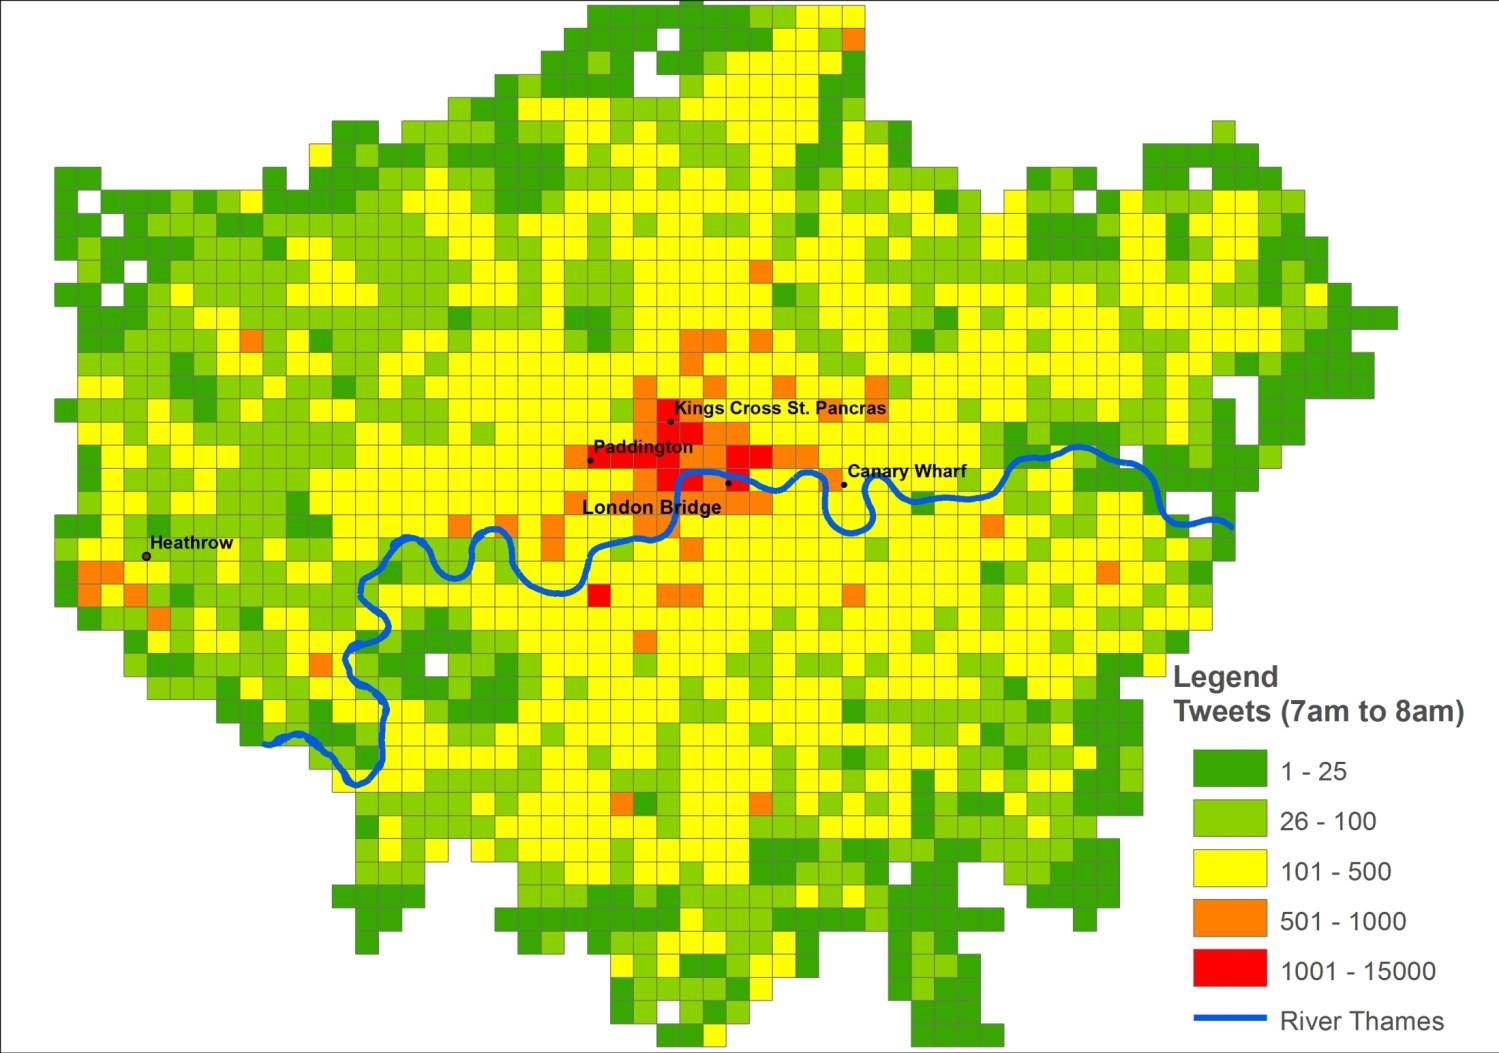 Kings Cross St. Pancras
Paddington
Canary Wharf
London Bridge
Heathrow
Legend
Tweets (7am to 8am)
1 - 25
26 - 100
101 - 500
501 - 1000
1001 - 15000
River Thames